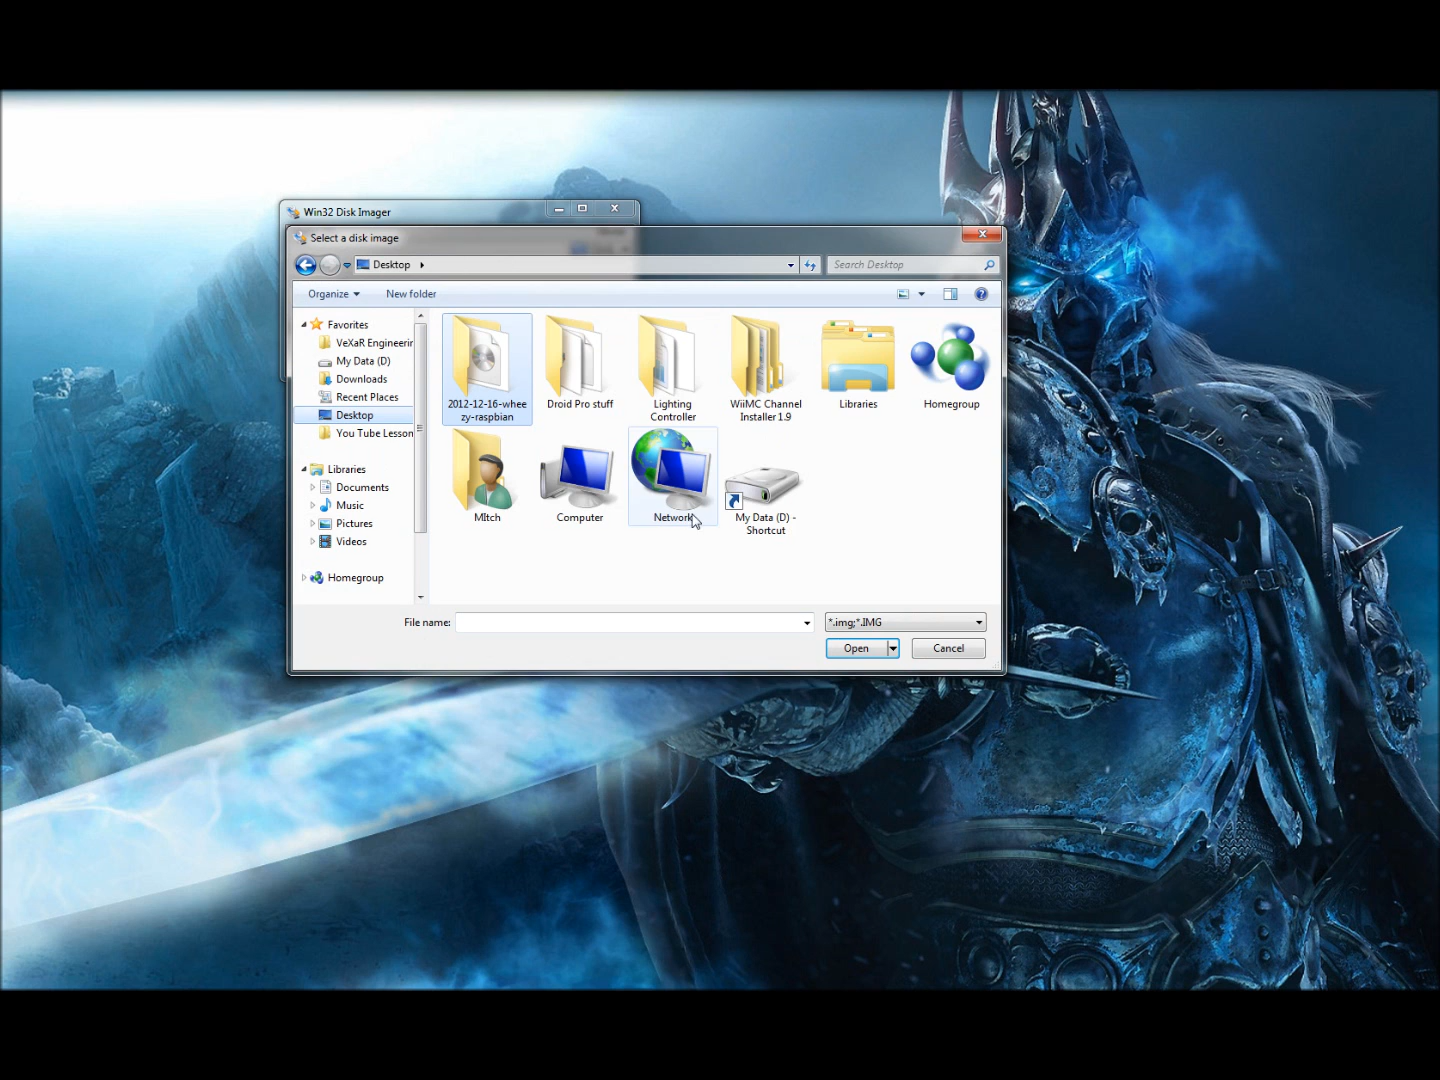 Win32 Disk Imager
Select a disk image
Desktop
Search Desktop
Organize
New folder
Favorites
VeXaR Engineerin
My Data (D)
Downloads
Recent Places
Desktop
You Tube Lesson
Libraries
Documents
Music
Pictures
Videos
Homegroup
2012-12-16-whee
zy-raspbian
Droid Pro stuff
Lighting
Controller
WiiMC Channel
Installer 1.9
Libraries
Homegroup
MItch
Computer
Network
My Data (D) -
Shortcut
File name:
*.img;*.IMG
Open
Cancel